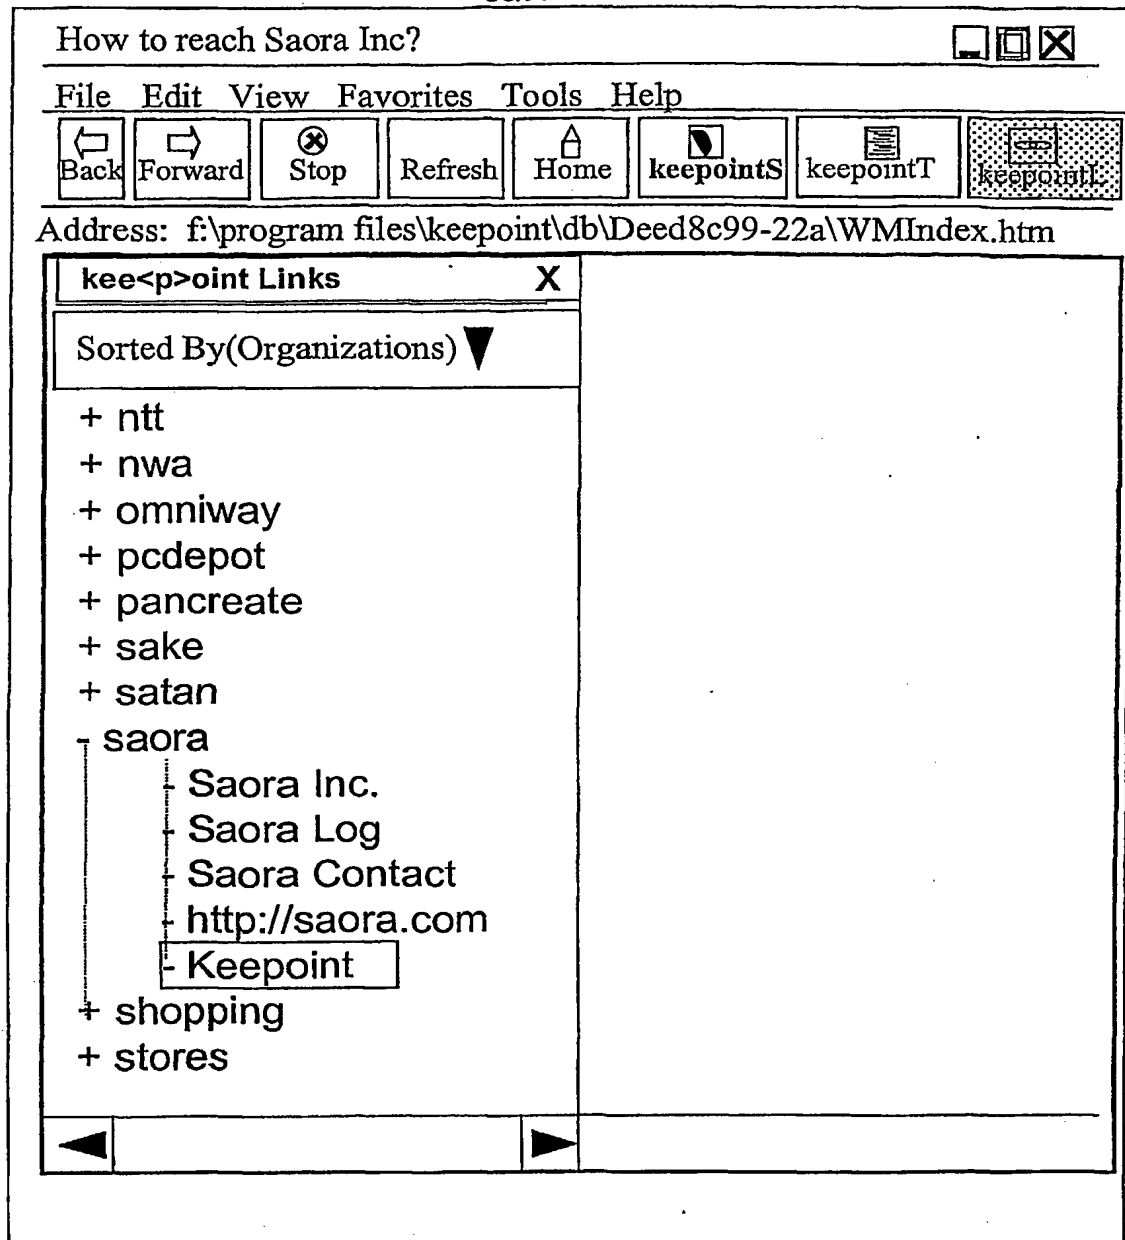 How to reach Saora Inc?
File Edit View Favorites Tools Help
Back Forward Stop Refresh Home keepointS keepointT keepointL
Address: f:\program files\keepoint\db\Deed8c99-22a\WMIndex.htm
kee<p>oint Links X
Sorted By(Organizations)
+ ntt
+ nwa
+ omniway
+ pcdepot
+ pancreate
+ sake
+ satan
- saora
- Saora Inc.
- Saora Log
- Saora Contact
- http://saora.com
- Keepoint
+ shopping
+ stores